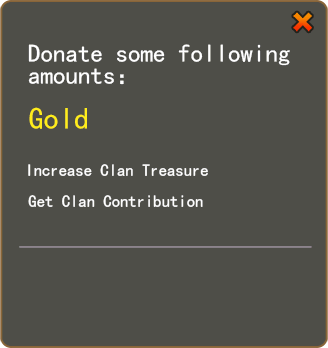 Donate some following
amounts:
Gold
Increase Clan Treasure
Get Clan Contribution